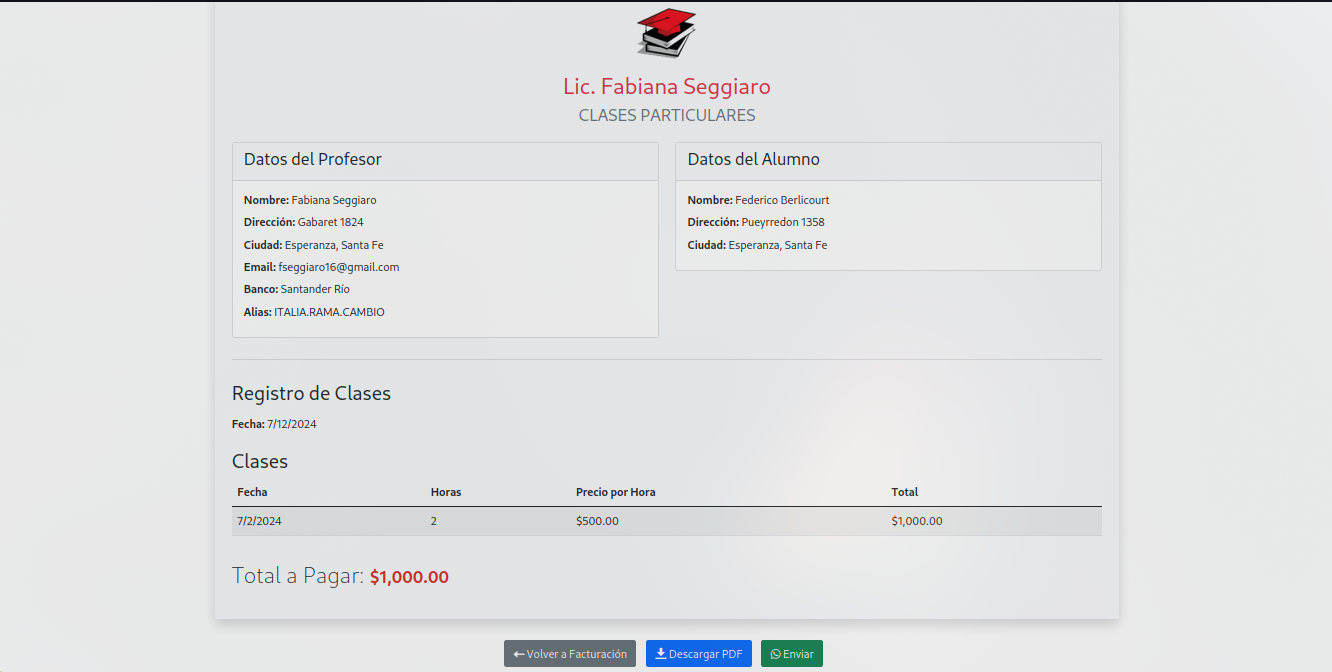 Lic. Fabiana Seggiaro
CLASES PARTICULARES
Datos del Profesor
Nombre: Fabiana Seggiaro
Dirección: Gabaret 1824
Ciudad: Esperanza, Santa Fe
Email: fseggiaro16@gmail.com
Banco: Santander Río
Alias: ITALIA.RAMA.CAMBIO
Datos del Alumno
Nombre: Federico Berlicourt
Dirección: Pueyrredon 1358
Ciudad: Esperanza, Santa Fe
Registro de Clases
Fecha: 7/12/2024
Clases
Fecha Horas Precio por Hora Total
7/2/2024 2 $500.00 $1,000.00
Total a Pagar: $1,000.00
Volver a Facturación Descargar PDF Enviar